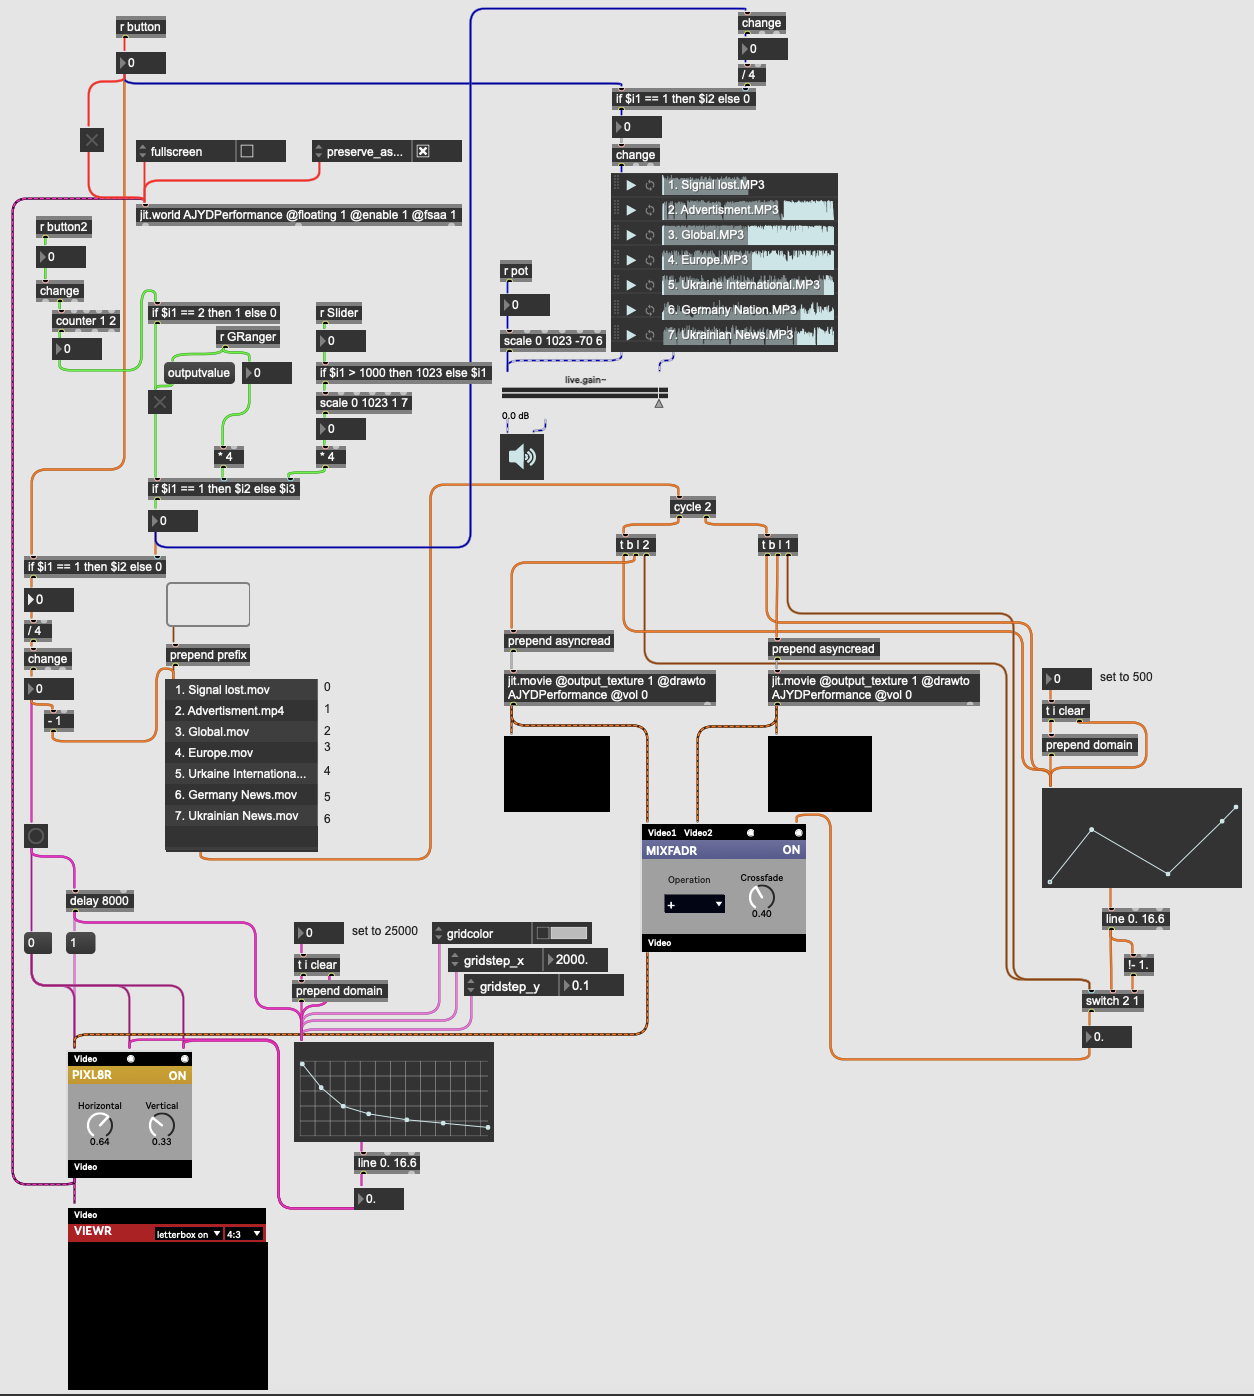 r button
0
change
0
/ 4
if $i1 == 1 then $i2 else 0
0
change
fullscreen
preserve_as...
1. Signal lost.MP3
2. Advertisment.MP3
3. Global.MP3
4. Europe.MP3
5. Ukraine International.MP3
6. Germany Nation.MP3
7. Ukrainian News.MP3
jit.world AJYDPerformance @floating 1 @enable 1 @fsaa 1
r button2
0
change
counter 1 2
0
if $i1 == 2 then 1 else 0
r GRanger
outputvalue
0
* 4
r Slider
0
if $i1 > 1000 then 1023 else $i1
scale 0 1023 1 7
0
* 4
if $i1 == 1 then $i2 else $i3
0
r pot
0
scale 0 1023 -70 6
live.gain~
0.0 dB
cycle 2
t b l 2
t b l 1
if $i1 == 1 then $i2 else 0
0
/ 4
change
0
- 1
prepend prefix
1. Signal lost.mov
2. Advertisment.mp4
3. Global.mov
4. Europe.mov
5. Urkaine Internationa...
6. Germany News.mov
7. Ukrainian News.mov
0
1
2
3
4
5
6
prepend asyncread
prepend asyncread
jit.movie @output_texture 1 @drawto
AJYDPerformance @vol 0
jit.movie @output_texture 1 @drawto
AJYDPerformance @vol 0
0
set to 500
t i clear
prepend domain
Video1 Video2
MIXFADR ON
Operation
+
Crossfade
0.40
Video
line 0. 16.6
!- 1.
switch 2 1
0.
delay 8000
0
1
0
set to 25000
t i clear
prepend domain
gridcolor
gridstep_x 2000.
gridstep_y 0.1
Video
PIXL8R ON
Horizontal Vertical
0.64 0.33
Video
line 0. 16.6
0.
Video
VIEWR letterbox on 4:3